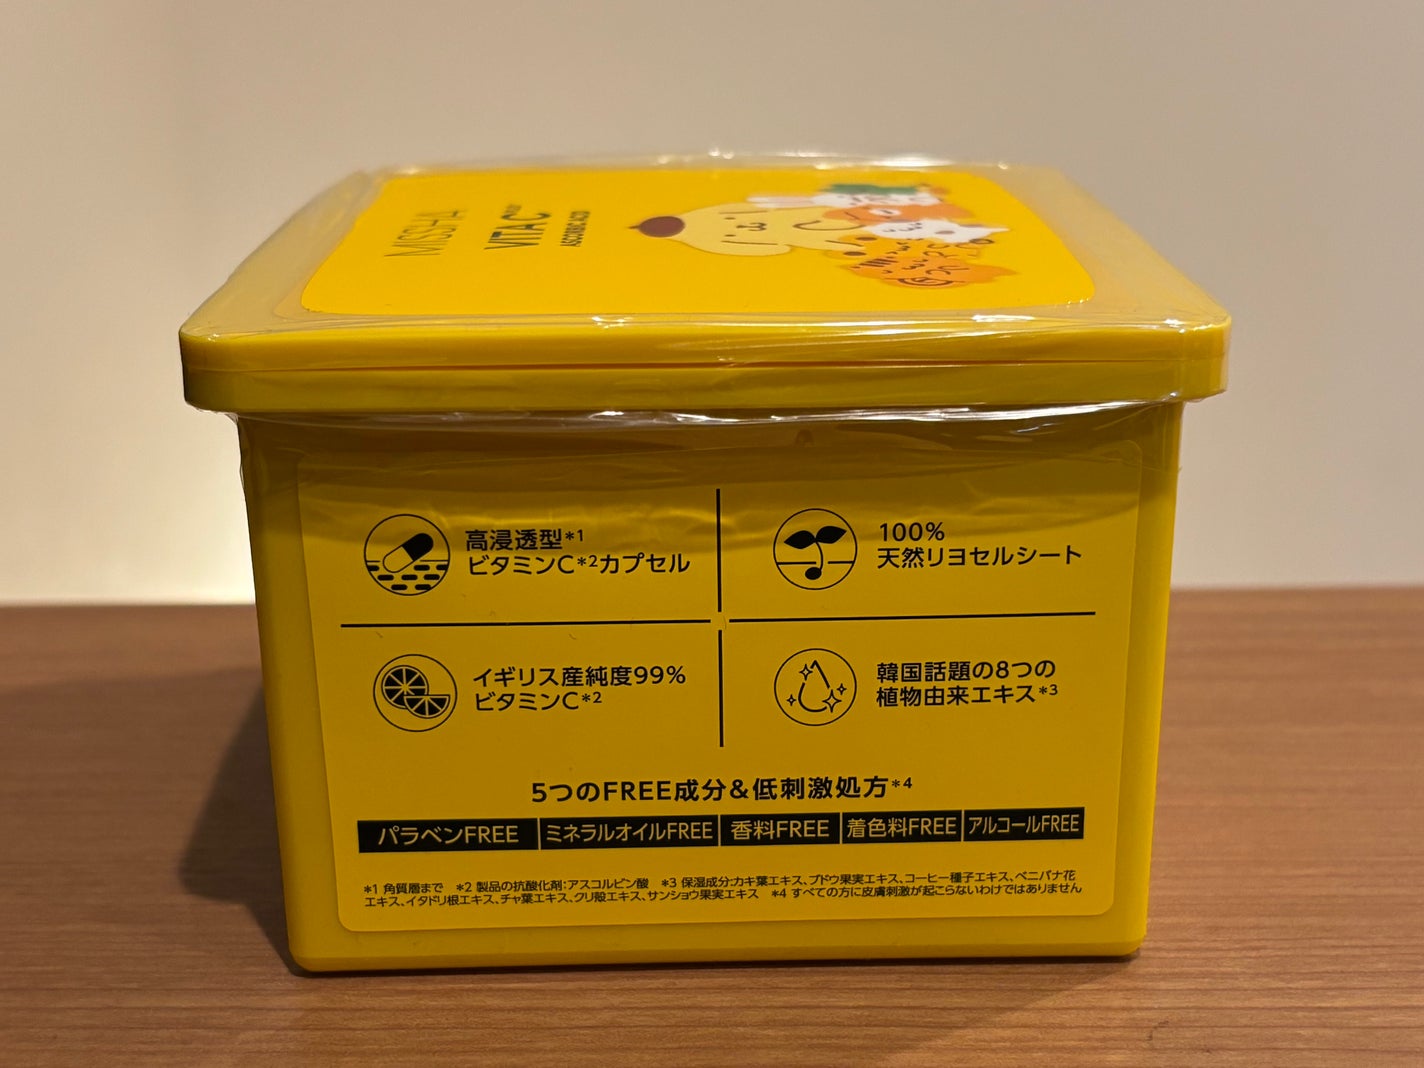 MISSHA
VITA C
ASCORBIC ACID
高浸透型*1
ビタミンC*2カプセル
100%
天然リヨセルシート
イギリス産純度99%
ビタミンC*2
韓国話題の8つの
植物由来エキス*3
5つのFREE成分&低刺激処方*4
パラベンFREE ミネラルオイルFREE 香料FREE 着色料FREE アルコールFREE
*1 角質層まで *2 製品の抗酸化剤:アスコルビン酸 *3 保湿成分:カキ葉エキス、ブドウ果実エキス、コーヒー種子エキス、ベニバナ花
エキス、イタドリ根エキス、チャ葉エキス、クリ殻エキス、サンショウ果実エキス *4 すべての方に皮膚刺激が起こらないわけではありません